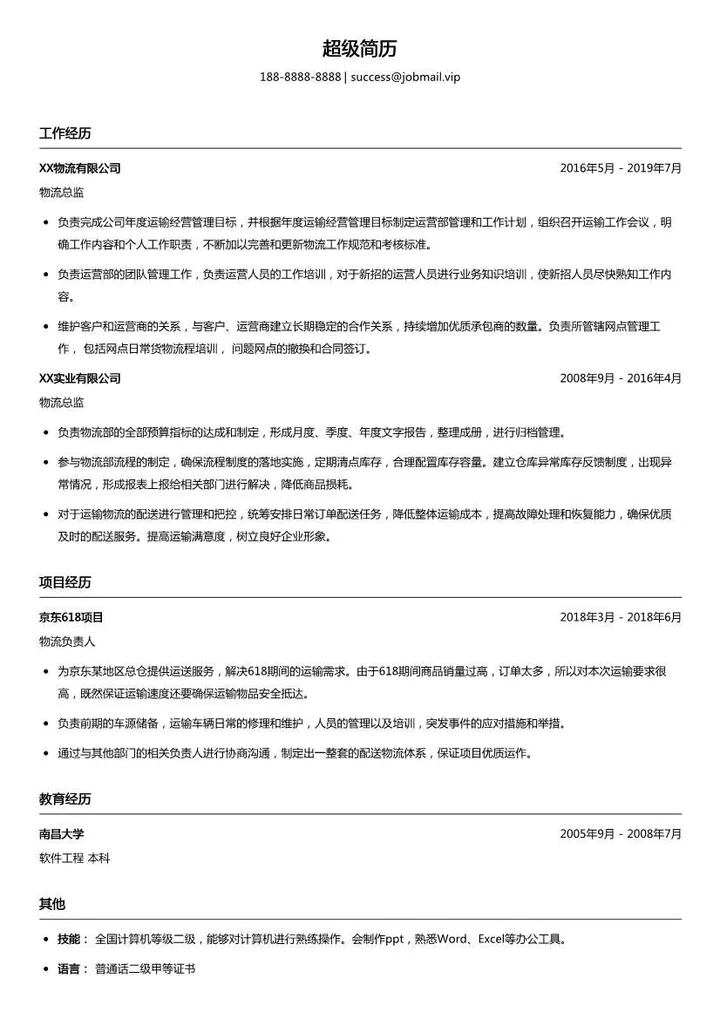 超级简历
188-8888-8888 | success@jobmail.vip
工作经历
XX物流有限公司 2016年5月 - 2019年7月
物流总监
• 负责完成公司年度运输经营管理目标，并根据年度运输经营管理目标制定运营部管理和工作计划，组织召开运输工作会议，明
确工作内容和个人工作职责，不断加以完善和更新物流工作规范和考核标准。
• 负责运营部的团队管理工作，负责运营人员的工作培训，对于新招的运营人员进行业务知识培训，使新招人员尽快熟知工作内
容。
• 维护客户和运营商的关系，与客户、运营商建立长期稳定的合作关系，持续增加优质承包商的数量。负责所管辖网点管理工
作， 包括网点日常货物流程培训， 问题网点的撤换和合同签订。
XX实业有限公司 2008年9月 - 2016年4月
物流总监
• 负责物流部的全部预算指标的达成和制定，形成月度、季度、年度文字报告，整理成册，进行归档管理。
• 参与物流部流程的制定，确保流程制度的落地实施，定期清点库存，合理配置库存容量。建立仓库异常库存反馈制度，出现异
常情况，形成报表上报给相关部门进行解决，降低商品损耗。
• 对于运输物流的配送进行管理和把控，统筹安排日常订单配送任务，降低整体运输成本，提高故障处理和恢复能力，确保优质
及时的配送服务。提高运输满意度，树立良好企业形象。
项目经历
京东618项目 2018年3月 - 2018年6月
物流负责人
• 为京东某地区总仓提供运送服务，解决618期间的运输需求。由于618期间商品销量过高，订单太多，所以对本次运输要求很
高，既然保证运输速度还要确保运输物品安全抵达。
• 负责前期的车源储备，运输车辆日常的修理和维护，人员的管理以及培训，突发事件的应对措施和举措。
• 通过与其他部门的相关负责人进行协商沟通，制定出一整套的配送物流体系，保证项目优质运作。
教育经历
南昌大学 2005年9月 - 2008年7月
软件工程 本科
其他
• 技能： 全国计算机等级二级，能够对计算机进行熟练操作。会制作ppt，熟悉Word、Excel等办公工具。
• 语言： 普通话二级甲等证书